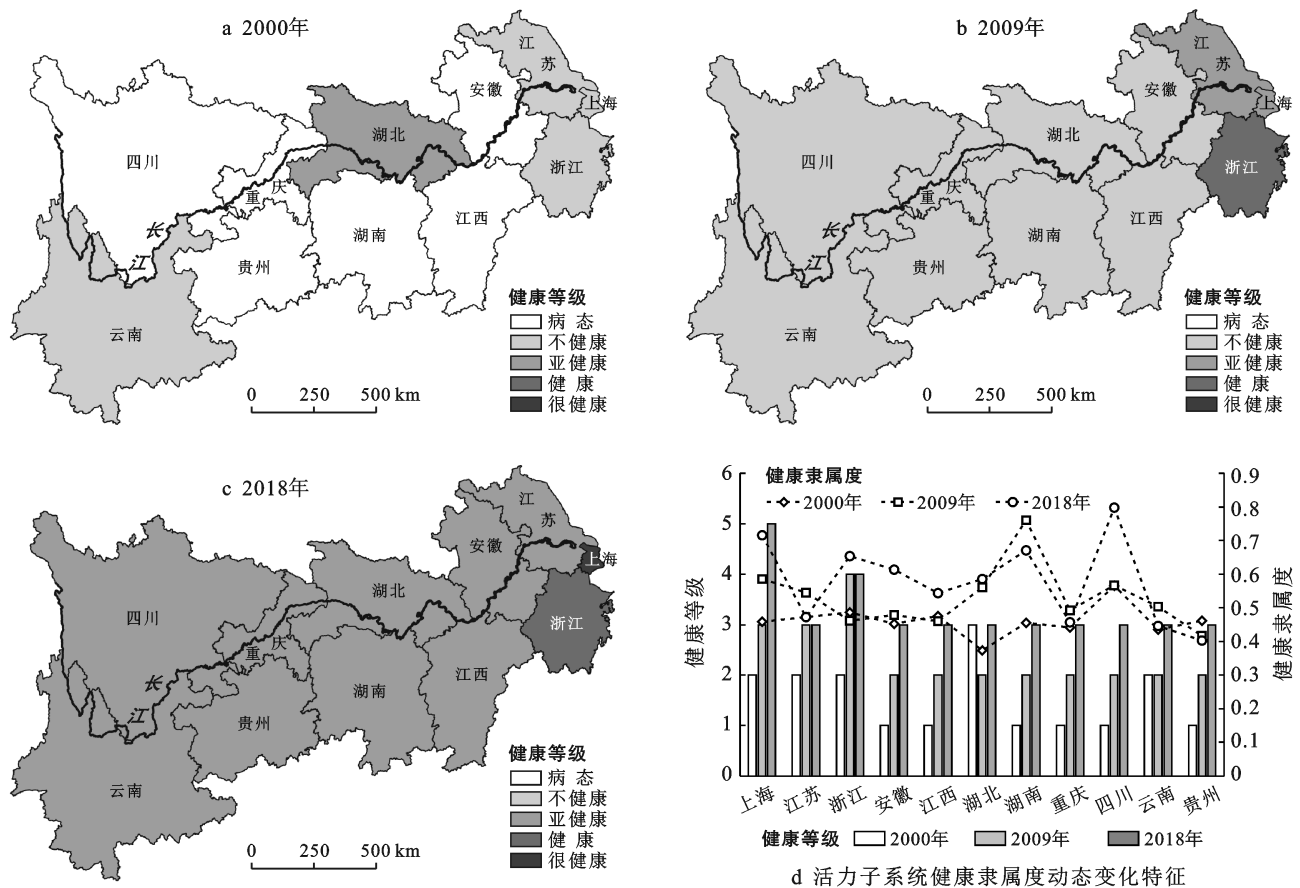 a 2000年
江
苏
安徽
上海
湖北
四川
浙江
重
庆
江西
长
湖南
江
贵州
云南
健康等级
病 态
不健康
亚健康
健 康
很健康
0 250 500 km
b 2009年
江
苏
安徽
上海
湖北
四川
浙江
重
庆
江西
长
湖南
江
贵州
云南
健康等级
病 态
不健康
亚健康
健 康
很健康
0 250 500 km
c 2018年
江
苏
安徽
上海
湖北
四川
浙江
重
庆
江西
长
湖南
江
贵州
云南
健康等级
病 态
不健康
亚健康
健 康
很健康
0 250 500 km
健康隶属度
2000年 2009年 2018年
健康等级
6
5
4
3
2
1
0
0.9
0.8
0.7
0.6
0.5
0.4
0.3
0.2
0.1
0
健康隶属度
上海 江苏 浙江 安徽 江西 湖北 湖南 重庆 四川 云南 贵州
健康等级 2000年 2009年 2018年
d 活力子系统健康隶属度动态变化特征